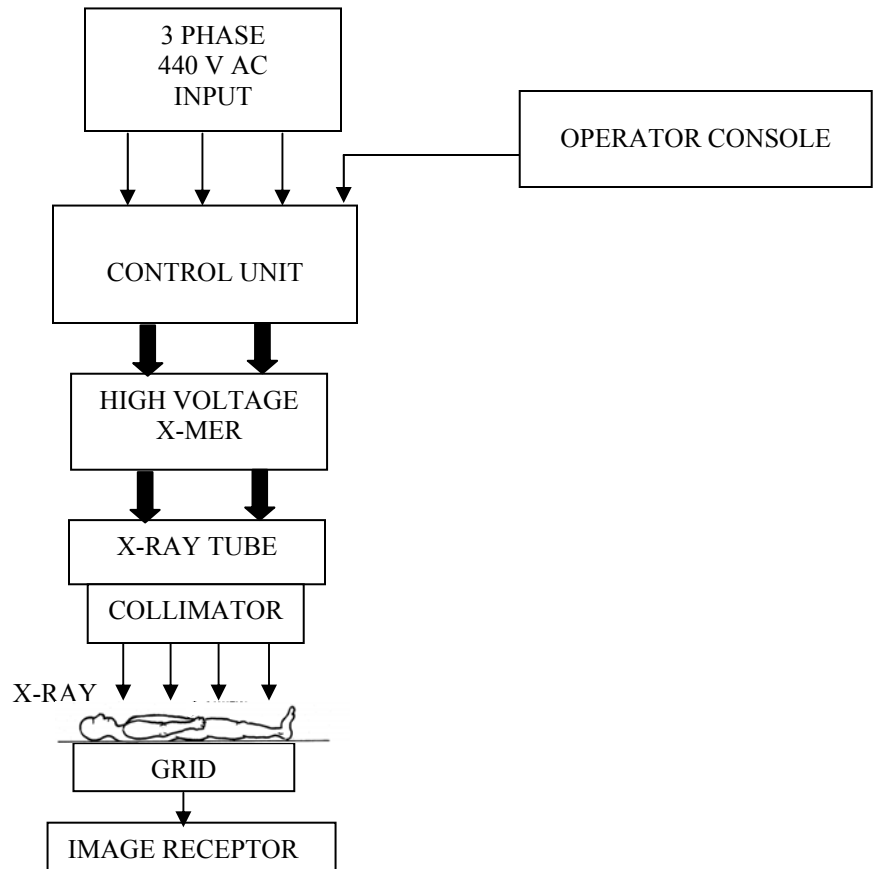 3 PHASE
440 V AC
INPUT
OPERATOR CONSOLE
CONTROL UNIT
HIGH VOLTAGE
X-MER
X-RAY TUBE
COLLIMATOR
X-RAY
GRID
IMAGE RECEPTOR